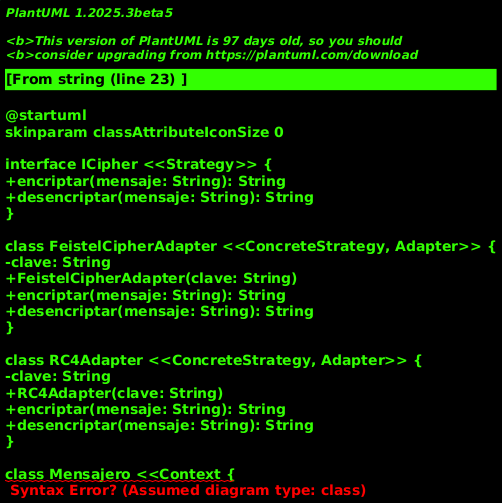 PlantUML 1.2025.3beta5
<b>This version of PlantUML is 97 days old, so you should
<b>consider upgrading from https://plantuml.com/download
[From string (line 23) ]
@startuml
skinparam classAttributeIconSize 0
interface ICipher <<Strategy>> {
+encriptar(mensaje: String): String
+desencriptar(mensaje: String): String
}
class FeistelCipherAdapter <<ConcreteStrategy, Adapter>> {
-clave: String
+FeistelCipherAdapter(clave: String)
+encriptar(mensaje: String): String
+desencriptar(mensaje: String): String
}
class RC4Adapter <<ConcreteStrategy, Adapter>> {
-clave: String
+RC4Adapter(clave: String)
+encriptar(mensaje: String): String
+desencriptar(mensaje: String): String
}
class Mensajero <<Context {
Syntax Error? (Assumed diagram type: class)